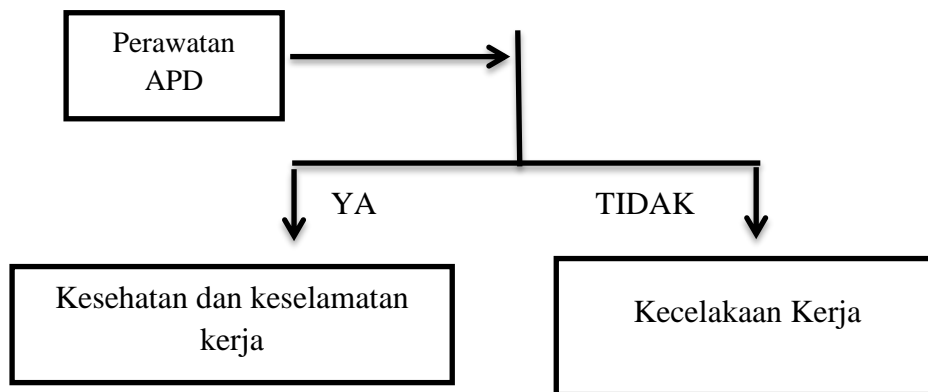 Perawatan
APD
YA
TIDAK
Kesehatan dan keselamatan
kerja
Kecelakaan Kerja